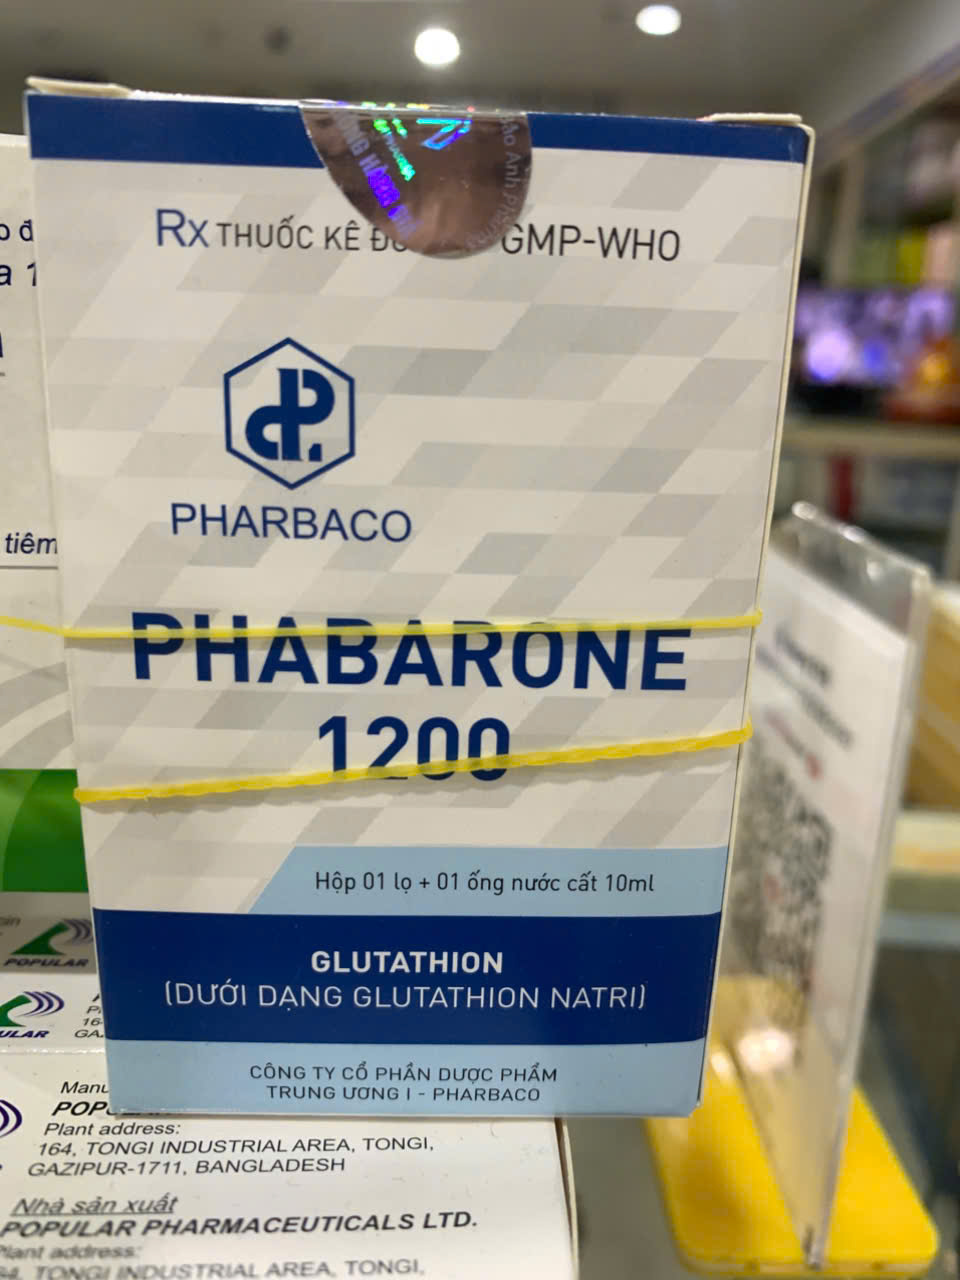 Rx THUỐC KÊ GMP-WHO
PHARBACO
PHABARONE
1200
Hộp 01 lọ + 01 ống nước cất 10ml
GLUTATHION
(DƯỚI DẠNG GLUTATHION NATRI)
CÔNG TY CỔ PHẦN DƯỢC PHẨM
TRUNG ƯƠNG I - PHARBACO
tiêm
POPULAR
Plant address:
164, TONGI INDUSTRIAL AREA, TONGI,
GAZIPUR-1711, BANGLADESH
Nhà sản xuất
POPULAR PHARMACEUTICALS LTD.
Plant address:
TONGI INDUSTRIAL AREA, TONGI,